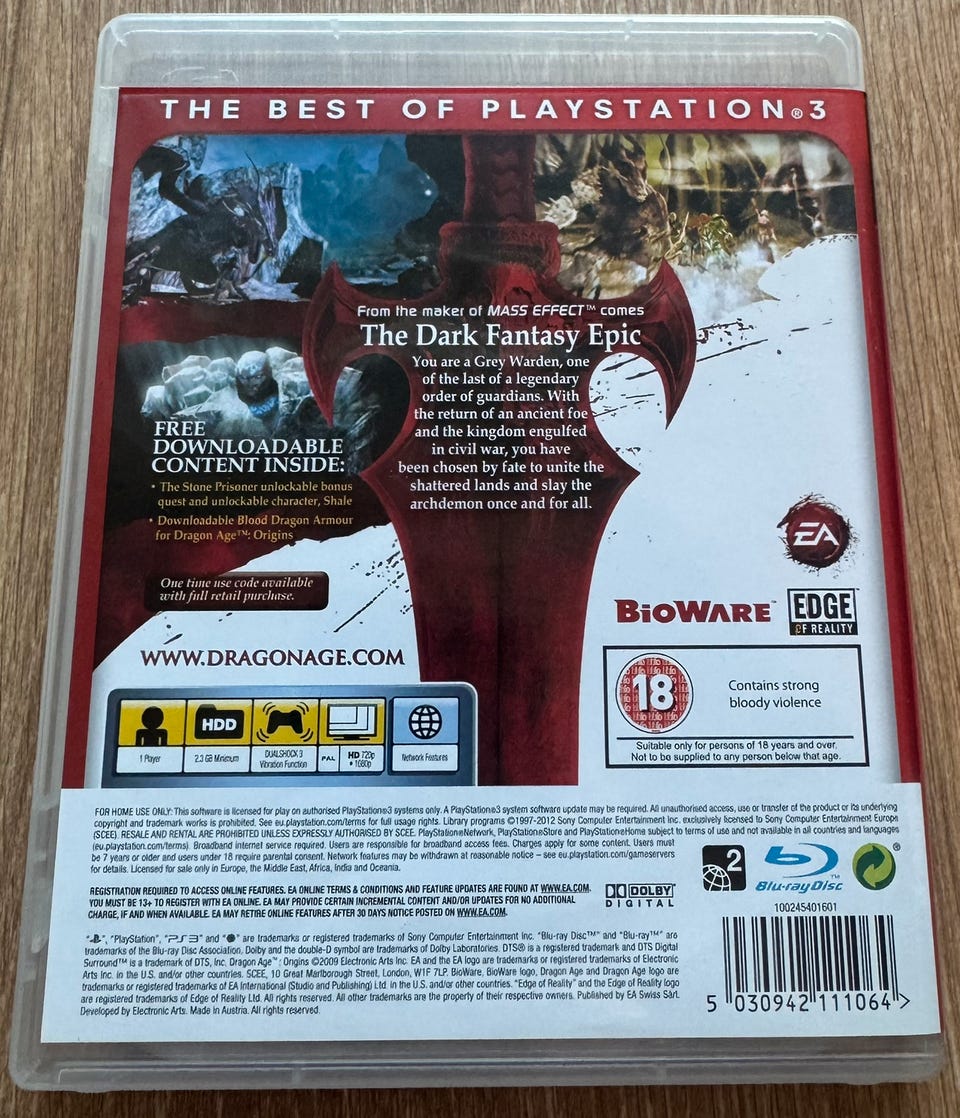 THE BEST OF PLAYSTATION®3
From the maker of MASS EFFECT™ comes
The Dark Fantasy Epic
You are a Grey Warden, one
of the last of a legendary
order of guardians. With
the return of an ancient foe
and the kingdom engulfed
in civil war, you have
been chosen by fate to unite the
shattered lands and slay the
archdemon once and for all.
FREE
DOWNLOADABLE
CONTENT INSIDE:
• The Stone Prisoner unlockable bonus
quest and unlockable character, Shale
• Downloadable Blood Dragon Armour
for Dragon Age™: Origins
One time use code available
with full retail purchase.
WWW.DRAGONAGE.COM
EA
BIOWARE™
EDGE
OF REALITY
18
Contains strong
bloody violence
Suitable only for persons of 18 years and over.
Not to be supplied to any person below that age.
HDD
1 Player
2.3 GB Minimum
DUALSHOCK 3
Vibration Function
PAL
HD 720p
• 1080p
Network Features
FOR HOME USE ONLY: This software is licensed for play on authorised PlayStation®3 systems only. A PlayStation®3 system software update may be required. All unauthorised access, use or transfer of the product or its underlying
copyright and trademark works is prohibited. See eu.playstation.com/terms for full usage rights. Library programs ©1997-2012 Sony Computer Entertainment Inc. exclusively licensed to Sony Computer Entertainment Europe
(SCEE). RESALE AND RENTAL ARE PROHIBITED UNLESS EXPRESSLY AUTHORISED BY SCEE. PlayStation®Network, PlayStation®Store and PlayStation®Home subject to terms of use and not available in all countries and languages
(eu.playstation.com/terms). Broadband internet service required. Users are responsible for broadband access fees. Charges apply for some content. Users must
be 7 years or older and users under 18 require parental consent. Network features may be withdrawn at reasonable notice – see eu.playstation.com/gameservers
for details. Licensed for sale only in Europe, the Middle East, Africa, India and Oceania.
REGISTRATION REQUIRED TO ACCESS ONLINE FEATURES. EA ONLINE TERMS & CONDITIONS AND FEATURE UPDATES ARE FOUND AT WWW.EA.COM.
YOU MUST BE 13+ TO REGISTER WITH EA ONLINE. EA MAY PROVIDE CERTAIN INCREMENTAL CONTENT AND/OR UPDATES FOR NO ADDITIONAL
CHARGE, IF AND WHEN AVAILABLE. EA MAY RETIRE ONLINE FEATURES AFTER 30 DAYS NOTICE POSTED ON WWW.EA.COM.
DOLBY
DIGITAL
2
Blu-ray Disc™
100245401601
"", "PlayStation", "PS3" and "" are trademarks or registered trademarks of Sony Computer Entertainment Inc. "Blu-ray Disc™" and "Blu-ray™" are
trademarks of the Blu-ray Disc Association. Dolby and the double-D symbol are trademarks of Dolby Laboratories. DTS® is a registered trademark and DTS Digital
Surround™ is a trademark of DTS, Inc. Dragon Age™: Origins ©2009 Electronic Arts Inc. EA and the EA logo are trademarks or registered trademarks of Electronic
Arts Inc. in the U.S. and/or other countries. SCEE, 10 Great Marlborough Street, London, W1F 7LP. BioWare, BioWare logo, Dragon Age and Dragon Age logo are
trademarks or registered trademarks of EA International (Studio and Publishing) Ltd. in the U.S. and/or other countries. "Edge of Reality" and the Edge of Reality logo
are registered trademarks of Edge of Reality Ltd. All rights reserved. All other trademarks are the property of their respective owners. Published by EA Swiss Sàrl.
Developed by Electronic Arts. Made in Austria. All rights reserved.
5 030942 111064 >